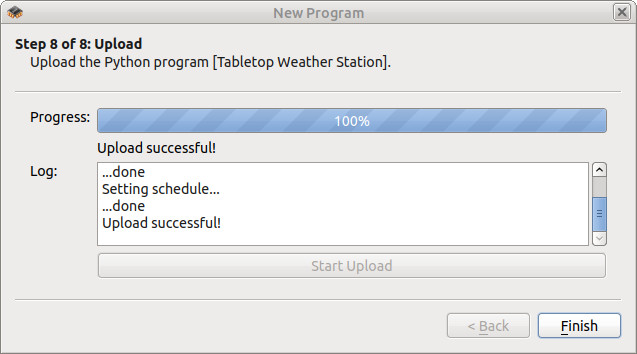 New Program
Step 8 of 8: Upload
Upload the Python program [Tabletop Weather Station].
Progress:
100%
Upload successful!
Log:
...done
Setting schedule...
...done
Upload successful!
Start Upload
< Back
Finish